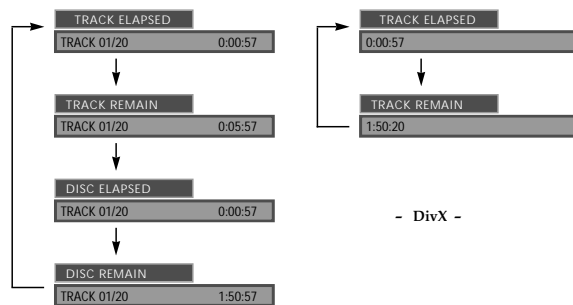 TRACK ELAPSED
TRACK 01/20 0:00:57
TRACK REMAIN
TRACK 01/20 0:05:57
DISC ELAPSED
TRACK 01/20 0:00:57
DISC REMAIN
TRACK 01/20 1:50:57
TRACK ELAPSED
0:00:57
TRACK REMAIN
1:50:20
- DivX -